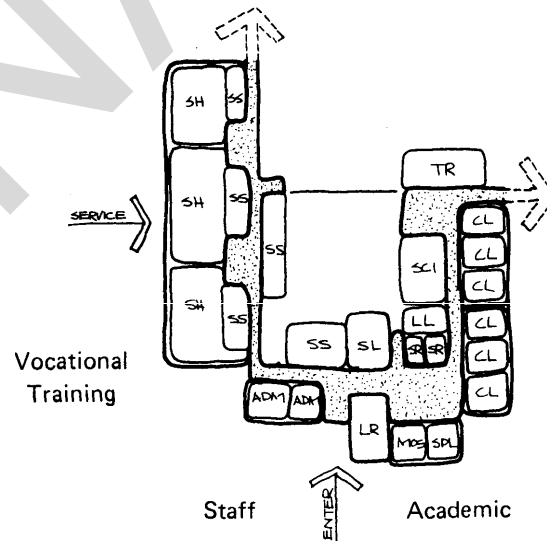 SH
SS
TR
SH
SS
CL
SERVICE
CL
SS
SCI
CL
SH
SS
LL
CL
SS
SL
SR
SR
CL
Vocational
Training
CL
ADM
ADM
LR
MDS
SPL
ENTER
Staff
Academic